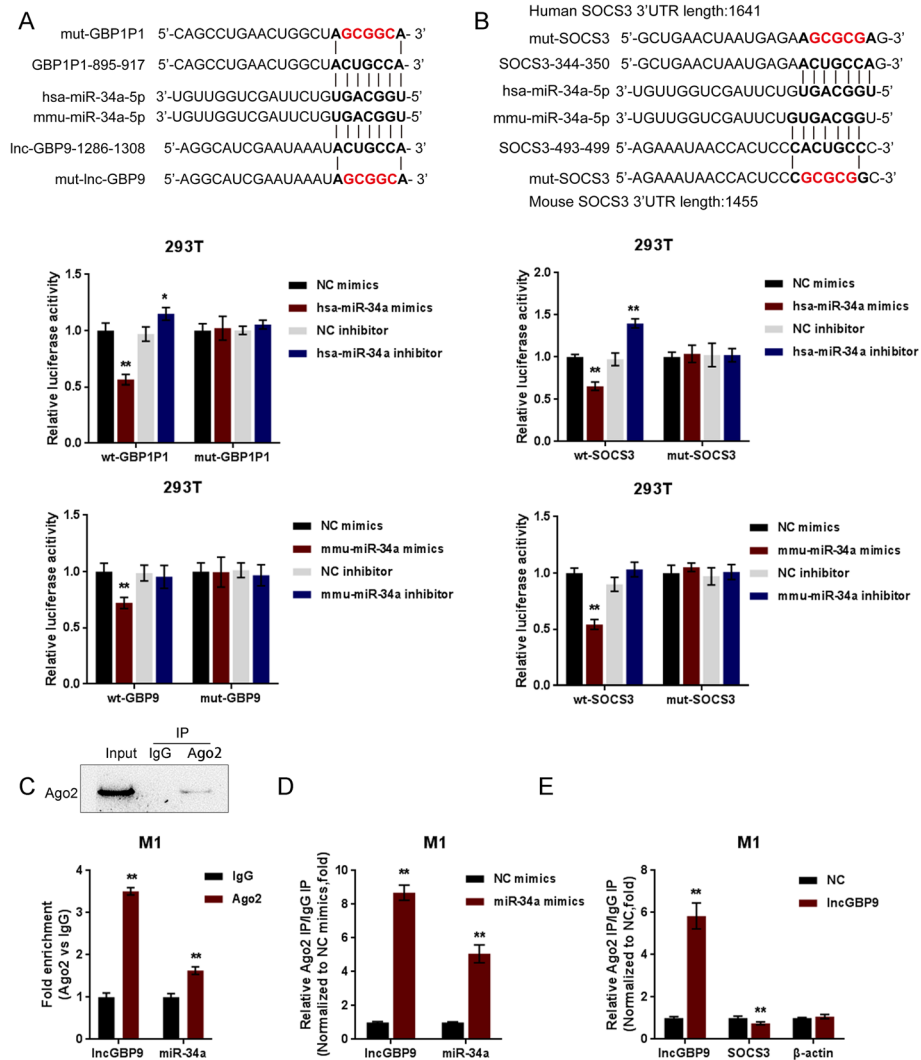 A
mut-GBP1P1 5'-CAGCCUGAACUGGCUAGCGGCA- 3'
GBP1P1-895-917 5'-CAGCCUGAACUGGCUACUGCCA- 3'
hsa-miR-34a-5p 3'-UGUUGGUCGAUUCUGUGACGGU-5'
mmu-miR-34a-5p 3'-UGUUGGUCGAUUCUGUGACGGU-5'
lnc-GBP9-1286-1308 5'-AGGCAUCGAAUAAAUACUGCCA- 3'
mut-lnc-GBP9 5'-AGGCAUCGAAUAAAUAGCGGCA- 3'
293T
Relative luciferase acitivity
1.5
1.0
0.5
0.0
**
*
wt-GBP1P1 mut-GBP1P1
NC mimics
hsa-miR-34a mimics
NC inhibitor
hsa-miR-34a inhibitor
293T
Relative luciferase acitivity
1.5
1.0
0.5
0.0
**
wt-GBP9 mut-GBP9
NC mimics
mmu-miR-34a mimics
NC inhibitor
mmu-miR-34a inhibitor
B
Human SOCS3 3'UTR length:1641
mut-SOCS3 5'-GCUGAACUAAUGAGAAGCGCGAG- 3'
SOCS3-344-350 5'-GCUGAACUAAUGAGAACUGCCAG- 3'
hsa-miR-34a-5p 3'-UGUUGGUCGAUUCUGUGACGGU-5'
mmu-miR-34a-5p 3'-UGUUGGUCGAUUCUGUGACGGU-5'
SOCS3-493-499 5'-AGAAAUAACCACUCCCACUGCCC- 3'
mut-SOCS3 5'-AGAAAUAACCACUCCCGCGCGGC- 3'
Mouse SOCS3 3'UTR length:1455
293T
Relative luciferase acitivity
2.0
1.5
1.0
0.5
0.0
**
**
wt-SOCS3 mut-SOCS3
NC mimics
hsa-miR-34a mimics
NC inhibitor
hsa-miR-34a inhibitor
293T
Relative luciferase acitivity
1.5
1.0
0.5
0.0
**
wt-SOCS3 mut-SOCS3
NC mimics
mmu-miR-34a mimics
NC inhibitor
mmu-miR-34a inhibitor
C
IP
Input IgG Ago2
Ago2
M1
Fold enrichment
(Ago2 vs IgG)
4
3
2
1
0
**
**
lncGBP9 miR-34a
IgG
Ago2
D
M1
Relative Ago2 IP/IgG IP
(Normalized to NC mimics,fold)
10
8
6
4
2
0
**
**
lncGBP9 miR-34a
NC mimics
miR-34a mimics
E
M1
Relative Ago2 IP/IgG IP
(Normalized to NC,fold)
8
6
4
2
0
**
**
lncGBP9 SOCS3 β-actin
NC
lncGBP9